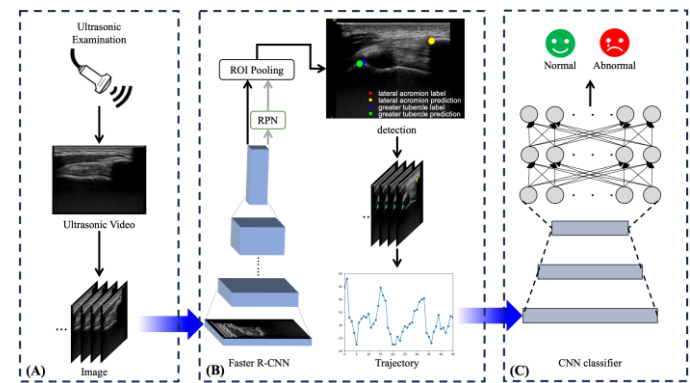 Ultrasonic
Examination
Ultrasonic Video
Image
(A)
ROI Pooling
RPN
lateral acromion label
lateral acromion prediction
greater tubercle label
greater tubercle prediction
detection
Trajectory
Faster R-CNN
(B)
Normal
Abnormal
CNN classifier
(C)